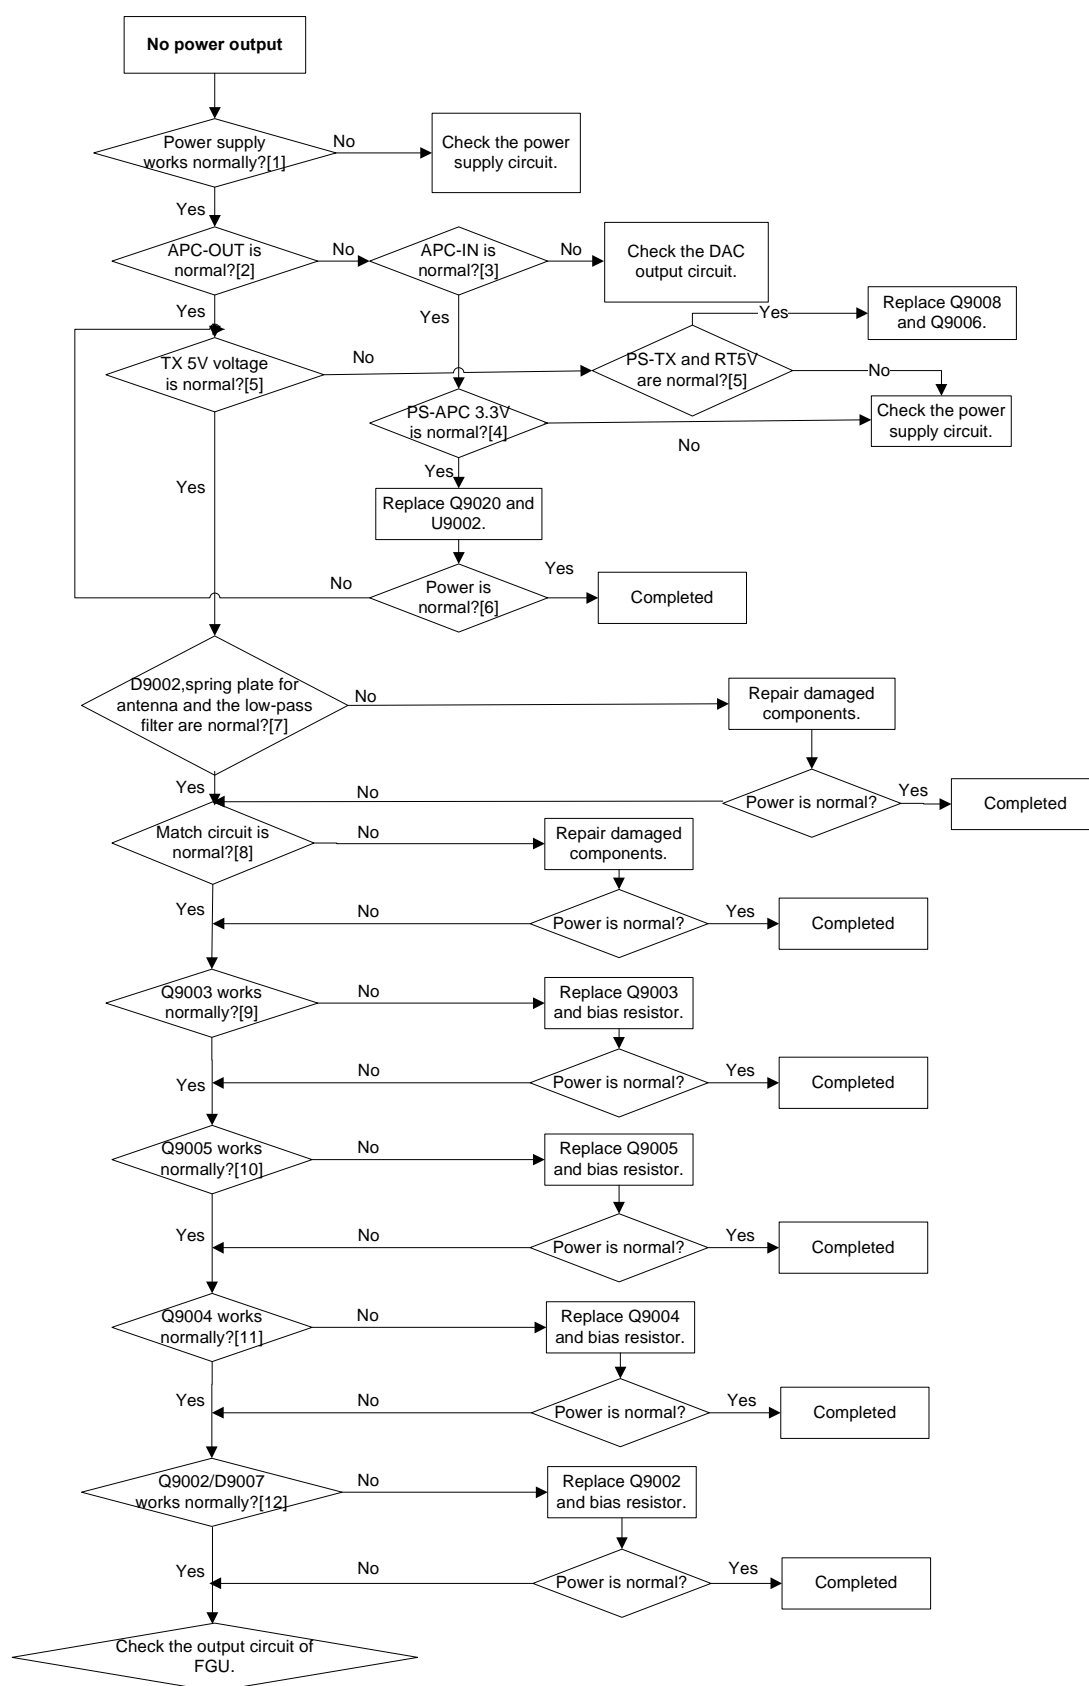 No power output
Power supply
works normally?[1]
No
Check the power
supply circuit.
Yes
APC-OUT is
normal?[2]
No
APC-IN is
normal?[3]
No
Check the DAC
output circuit.
Yes
Yes
Yes
Replace Q9008
and Q9006.
TX 5V voltage
is normal?[5]
No
PS-TX and RT5V
are normal?[5]
No
PS-APC 3.3V
is normal?[4]
No
Check the power
supply circuit.
Yes
Yes
Replace Q9020 and
U9002.
No
Power is
normal?[6]
Yes
Completed
D9002,spring plate for
antenna and the low-pass
filter are normal?[7]
No
Repair damaged
components.
Yes
No
Power is normal?
Yes
Completed
Match circuit is
normal?[8]
No
Repair damaged
components.
Yes
No
Power is normal?
Yes
Completed
Q9003 works
normally?[9]
No
Replace Q9003
and bias resistor.
Yes
No
Power is normal?
Yes
Completed
Q9005 works
normally?[10]
No
Replace Q9005
and bias resistor.
Yes
No
Power is normal?
Yes
Completed
Q9004 works
normally?[11]
No
Replace Q9004
and bias resistor.
Yes
No
Power is normal?
Yes
Completed
Q9002/D9007
works normally?[12]
No
Replace Q9002
and bias resistor.
Yes
No
Power is normal?
Yes
Completed
Check the output circuit of
FGU.